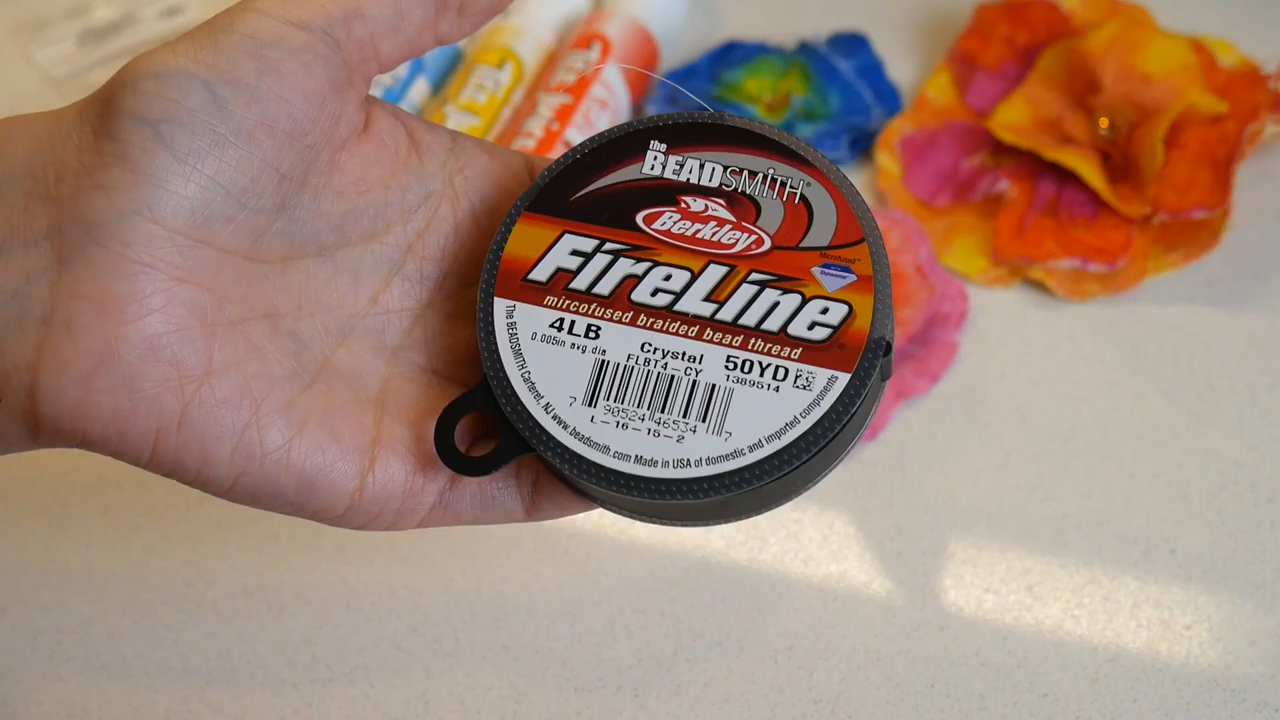 the
BEADSMiTH®
Berkley®
FireLine
Microfused™
Dyneema®
mircofused braided bead thread
4LB
0.005in avg.dia
Crystal
FLBT4-CY
50YD
1389514
7 90524 46534 7
L-16-15-2
The BEADSMITH Carteret, NJ www.beadsmith.com Made in USA of domestic and imported components